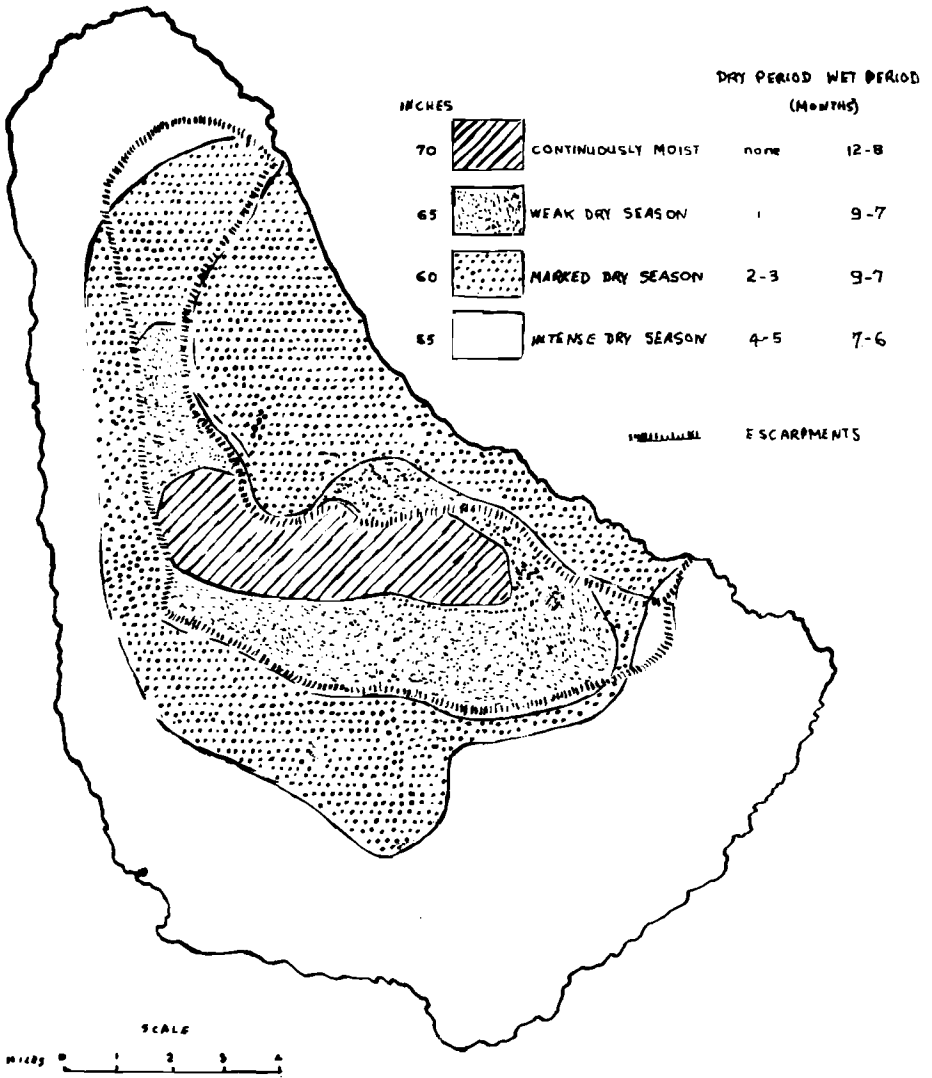 DRY PERIOD WET PERIOD
INCHES (MONTHS)
70 CONTINUOUSLY MOIST none 12-8
65 WEAK DRY SEASON 1 9-7
60 MARKED DRY SEASON 2-3 9-7
INTENSE DRY SEASON 4-5 7-6
ESCARPMENTS
SCALE
MILES 0 1 2 3 4